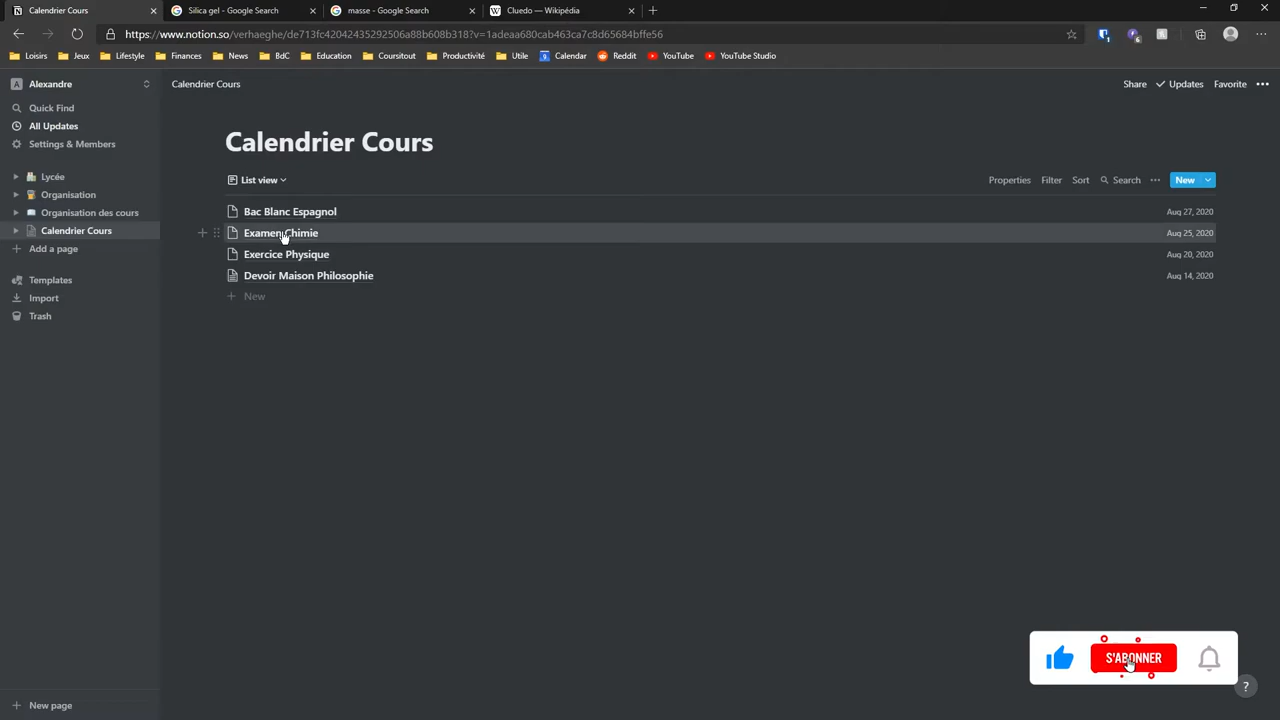 Calendrier Cours
Silica gel - Google Search
masse - Google Search
Cluedo — Wikipédia
https://www.notion.so/verhaeghe/de713fc42042435292506a88b608b318?v=1adeaa680cab463ca7c8d65684bffe56
Loisirs
Jeux
Lifestyle
Finances
News
BdC
Education
Coursitout
Productivité
Utile
Calendar
Reddit
YouTube
YouTube Studio
A Alexandre
Calendrier Cours
Share
Updates
Favorite
Quick Find
All Updates
Settings & Members
Lycée
Organisation
Organisation des cours
Calendrier Cours
Add a page
Templates
Import
Trash
New page
Calendrier Cours
List view
Properties
Filter
Sort
Search
New
Bac Blanc Espagnol Aug 27, 2020
Examen Chimie Aug 25, 2020
Exercice Physique Aug 20, 2020
Devoir Maison Philosophie Aug 14, 2020
New
S'ABONNER
?